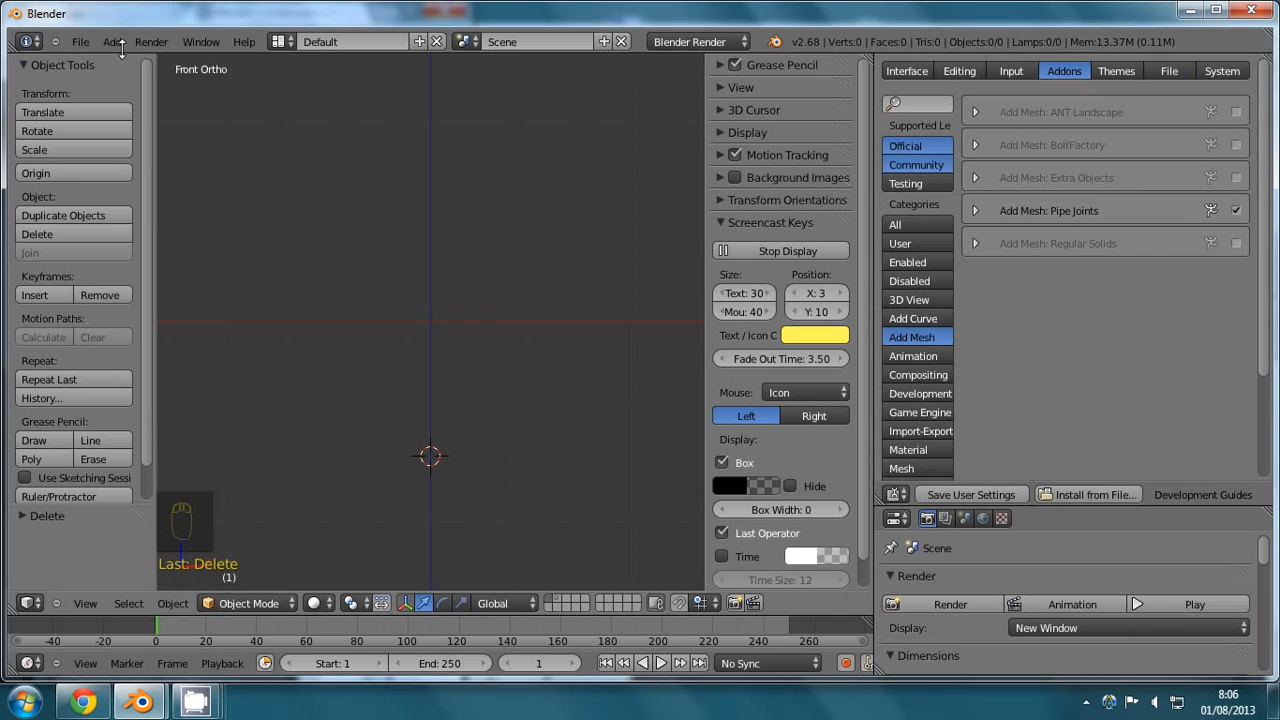 Blender
File Add Render Window Help Default Scene Blender Render v2.68 | Verts:0 | Faces:0 | Tris:0 | Objects:0/0 | Lamps:0/0 | Mem:13.37M (0.11M)
Object Tools
Transform:
Translate
Rotate
Scale
Origin
Object:
Duplicate Objects
Delete
Join
Keyframes:
Insert Remove
Motion Paths:
Calculate Clear
Repeat:
Repeat Last
History...
Grease Pencil:
Draw Line
Poly Erase
Use Sketching Sessi
Ruler/Protractor
Delete
Front Ortho
Last: Delete
(1)
Grease Pencil
View
3D Cursor
Display
Motion Tracking
Background Images
Transform Orientations
Screencast Keys
Stop Display
Size: Position:
Text: 30 X: 3
Mou: 40 Y: 10
Text / Icon C
Fade Out Time: 3.50
Mouse: Icon
Left Right
Display:
Box
Hide
Box Width: 0
Last Operator
Time
Time Size: 12
Interface Editing Input Addons Themes File System
Supported Le
Official
Community
Testing
Categories
All
User
Enabled
Disabled
3D View
Add Curve
Add Mesh
Animation
Compositing
Development
Game Engine
Import-Export
Material
Mesh
Add Mesh: ANT Landscape
Add Mesh: BoltFactory
Add Mesh: Extra Objects
Add Mesh: Pipe Joints
Add Mesh: Regular Solids
Save User Settings Install from File... Development Guides
Scene
Render
Render Animation Play
Display: New Window
Dimensions
View Select Object Object Mode Global
-40 -20 0 20 40 60 80 100 120 140 160 180 200 220 240 260
View Marker Frame Playback Start: 1 End: 250 1 No Sync
8:06
01/08/2013